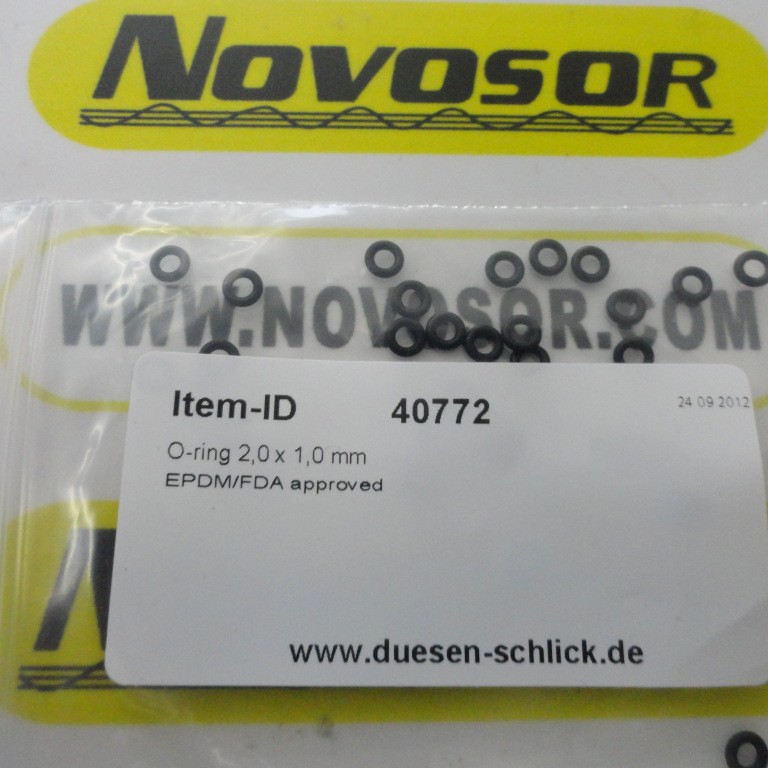 NOVOSOR
WWW.NOVOSOR.COM
Item-ID 40772 24 09 2012
O-ring 2,0 x 1,0 mm
EPDM/FDA approved
www.duesen-schlick.de
N